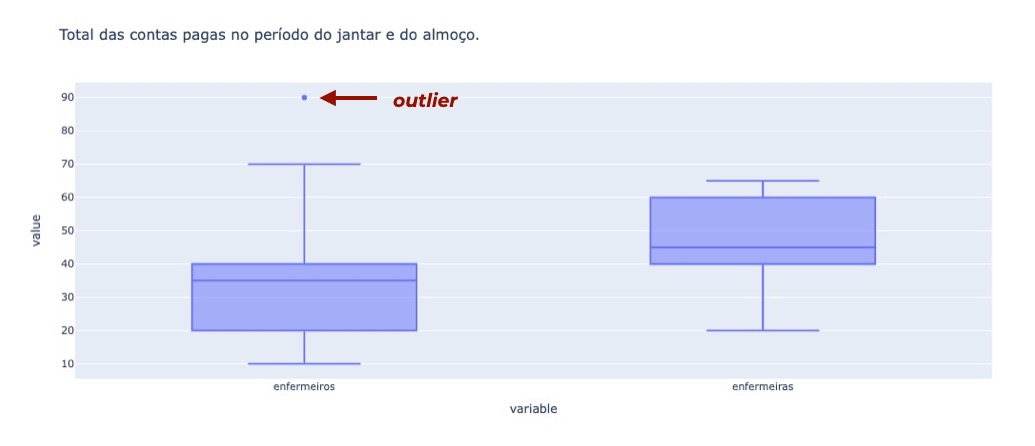 Total das contas pagas no período do jantar e do almoço.
90
outlier
80
70
60
50
value
40
30
20
10
enfermeiros
enfermeiras
variable